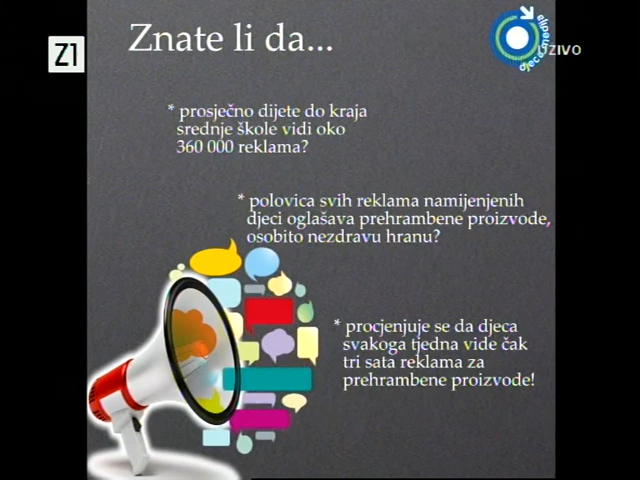 Znate li da...
Z1
djeca medija
UŽIVO
* prosječno dijete do kraja
srednje škole vidi oko
360 000 reklama?
* polovica svih reklama namijenjenih
djeci oglašava prehrambene proizvode,
osobito nezdravu hranu?
* procjenjuje se da djeca
svakoga tjedna vide čak
tri sata reklama za
prehrambene proizvode!